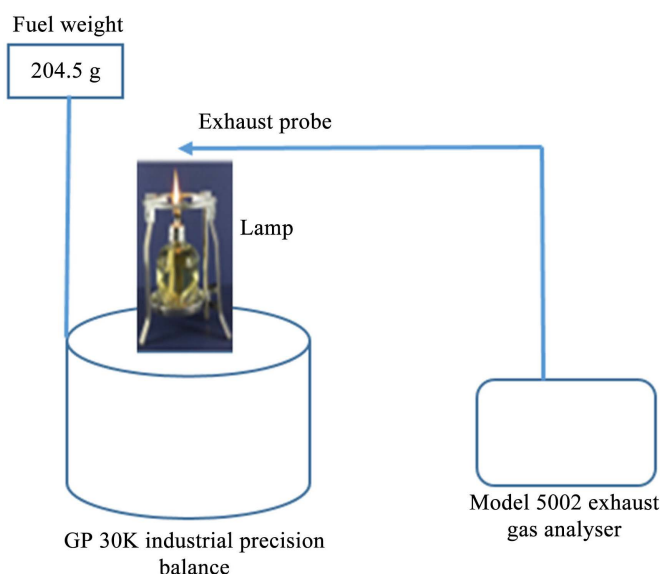 Fuel weight
204.5 g
Exhaust probe
Lamp
Model 5002 exhaust
gas analyser
GP 30K industrial precision
balance